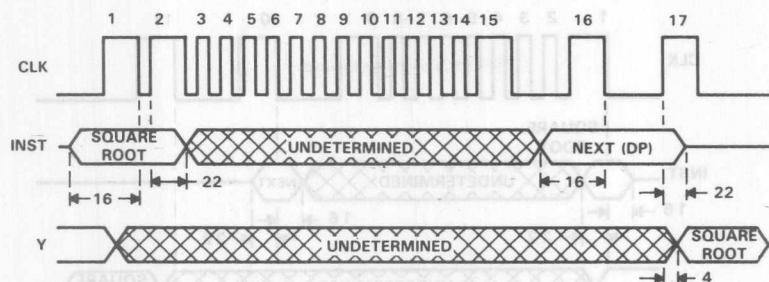 1 2 3 4 5 6 7 8 9 10 11 12 13 14 15 16 17
CLK
INST SQUARE ROOT UNDETERMINED NEXT (DP)
16 22 16 22
Y UNDETERMINED SQUARE ROOT
4